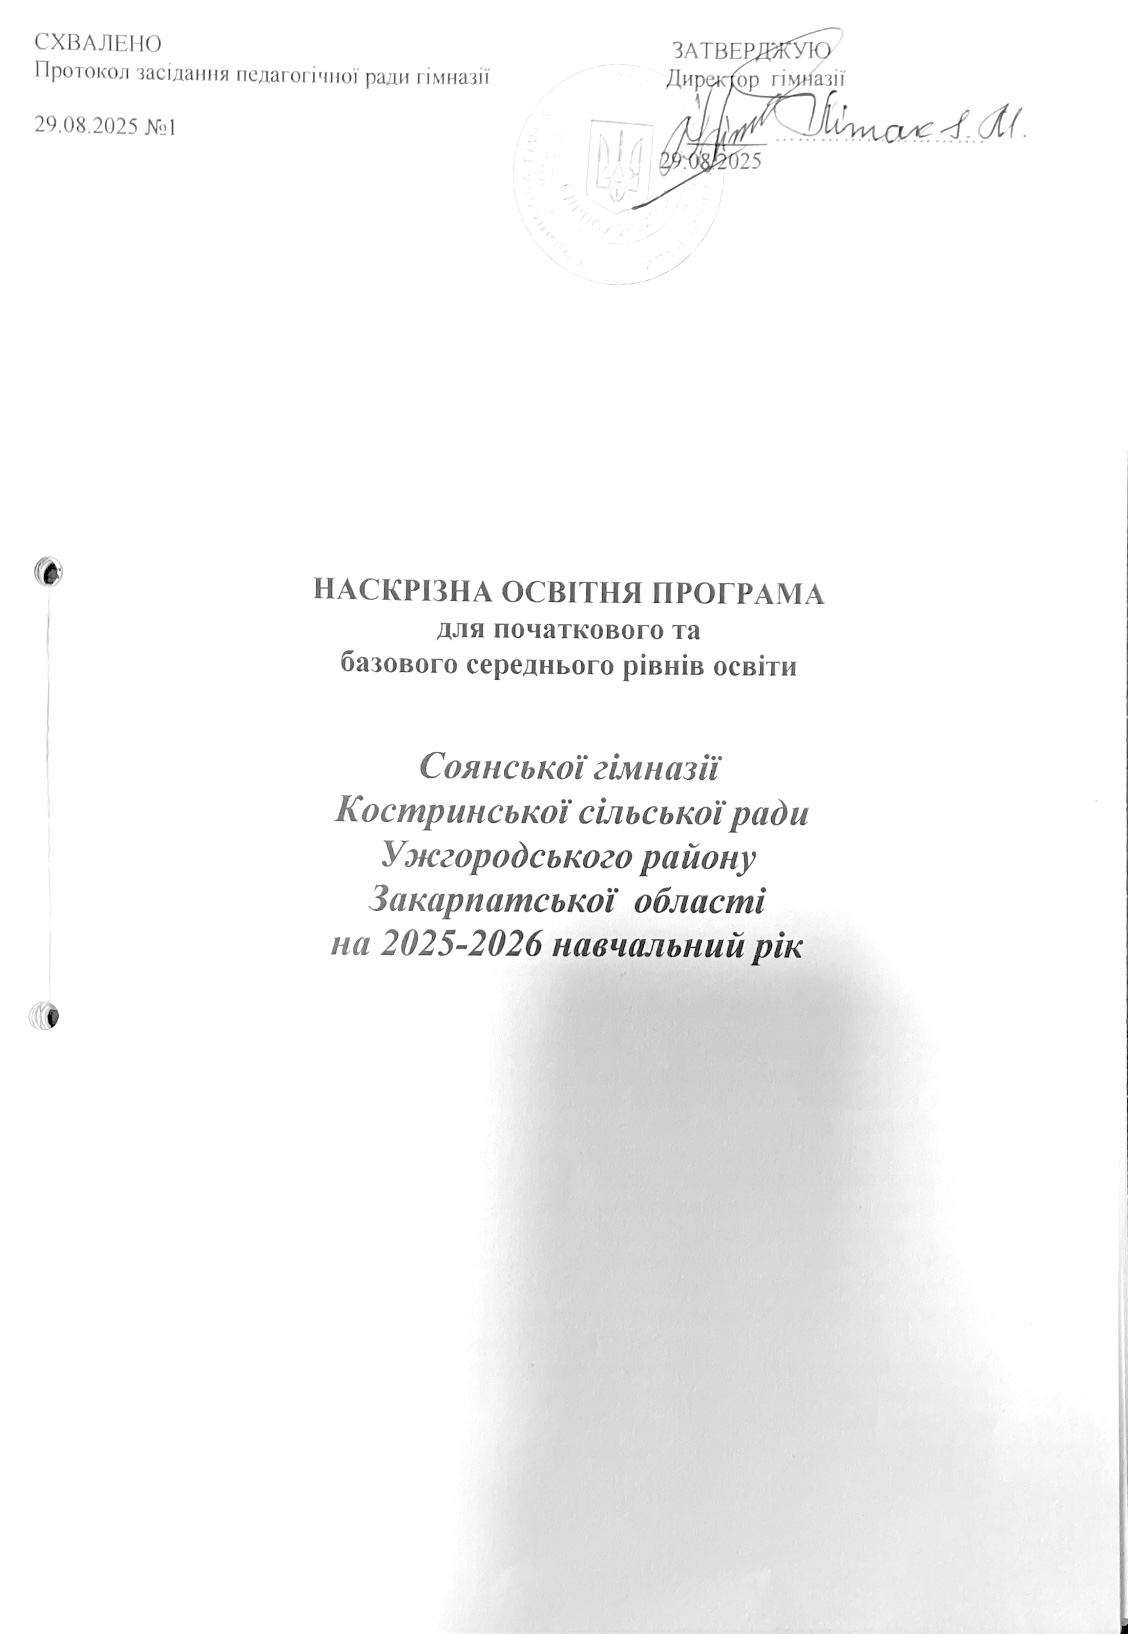 СХВАЛЕНО
Протокол засідання педагогічної ради гімназії
29.08.2025 №1
ЗАТВЕРДЖУЮ
Директор гімназії
29.08.2025
НАСКРІЗНА ОСВІТНЯ ПРОГРАМА
для початкового та
базового середнього рівнів освіти
Соянської гімназії
Костринської сільської ради
Ужгородського району
Закарпатської області
на 2025-2026 навчальний рік